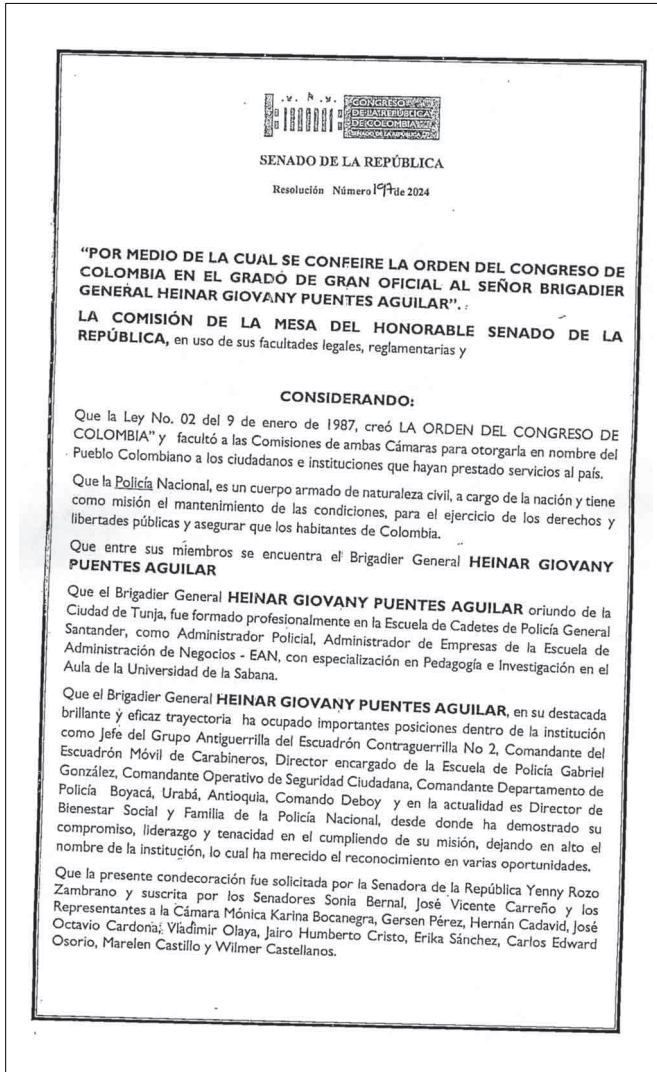 CONGRESO
DE LA REPÚBLICA
DE COLOMBIA
SENADO DE LA REPÚBLICA
SENADO DE LA REPÚBLICA
Resolución Número 197 de 2024
“POR MEDIO DE LA CUAL SE CONFEIRE LA ORDEN DEL CONGRESO DE
COLOMBIA EN EL GRADO DE GRAN OFICIAL AL SEÑOR BRIGADIER
GENERAL HEINAR GIOVANY PUENTES AGUILAR”.
LA COMISIÓN DE LA MESA DEL HONORABLE SENADO DE LA
REPÚBLICA, en uso de sus facultades legales, reglamentarias y
CONSIDERANDO:
Que la Ley No. 02 del 9 de enero de 1987, creó LA ORDEN DEL CONGRESO DE
COLOMBIA” y facultó a las Comisiones de ambas Cámaras para otorgarla en nombre del
Pueblo Colombiano a los ciudadanos e instituciones que hayan prestado servicios al país.
Que la Policía Nacional, es un cuerpo armado de naturaleza civil, a cargo de la nación y tiene
como misión el mantenimiento de las condiciones, para el ejercicio de los derechos y
libertades públicas y asegurar que los habitantes de Colombia.
Que entre sus miembros se encuentra el Brigadier General HEINAR GIOVANY
PUENTES AGUILAR
Que el Brigadier General HEINAR GIOVANY PUENTES AGUILAR oriundo de la
Ciudad de Tunja, fue formado profesionalmente en la Escuela de Cadetes de Policía General
Santander, como Administrador Policial, Administrador de Empresas de la Escuela de
Administración de Negocios - EAN, con especialización en Pedagogía e Investigación en el
Aula de la Universidad de la Sabana.
Que el Brigadier General HEINAR GIOVANY PUENTES AGUILAR, en su destacada
brillante y eficaz trayectoria ha ocupado importantes posiciones dentro de la institución
como Jefe del Grupo Antiguerrilla del Escuadrón Contraguerrilla No 2, Comandante del
Escuadrón Móvil de Carabineros, Director encargado de la Escuela de Policía Gabriel
González, Comandante Operativo de Seguridad Ciudadana, Comandante Departamento de
Policía Boyacá, Urabá, Antioquia, Comando Deboy y en la actualidad es Director de
Bienestar Social y Familia de la Policía Nacional, desde donde ha demostrado su
compromiso, liderazgo y tenacidad en el cumpliendo de su misión, dejando en alto el
nombre de la institución, lo cual ha merecido el reconocimiento en varias oportunidades.
Que la presente condecoración fue solicitada por la Senadora de la República Yenny Rozo
Zambrano y suscrita por los Senadores Sonia Bernal, José Vicente Carreño y los
Representantes a la Cámara Mónica Karina Bocanegra, Gersen Pérez, Hernán Cadavid, José
Octavio Cardona, Vladimir Olaya, Jairo Humberto Cristo, Erika Sánchez, Carlos Edward
Osorio, Marelen Castillo y Wilmer Castellanos.